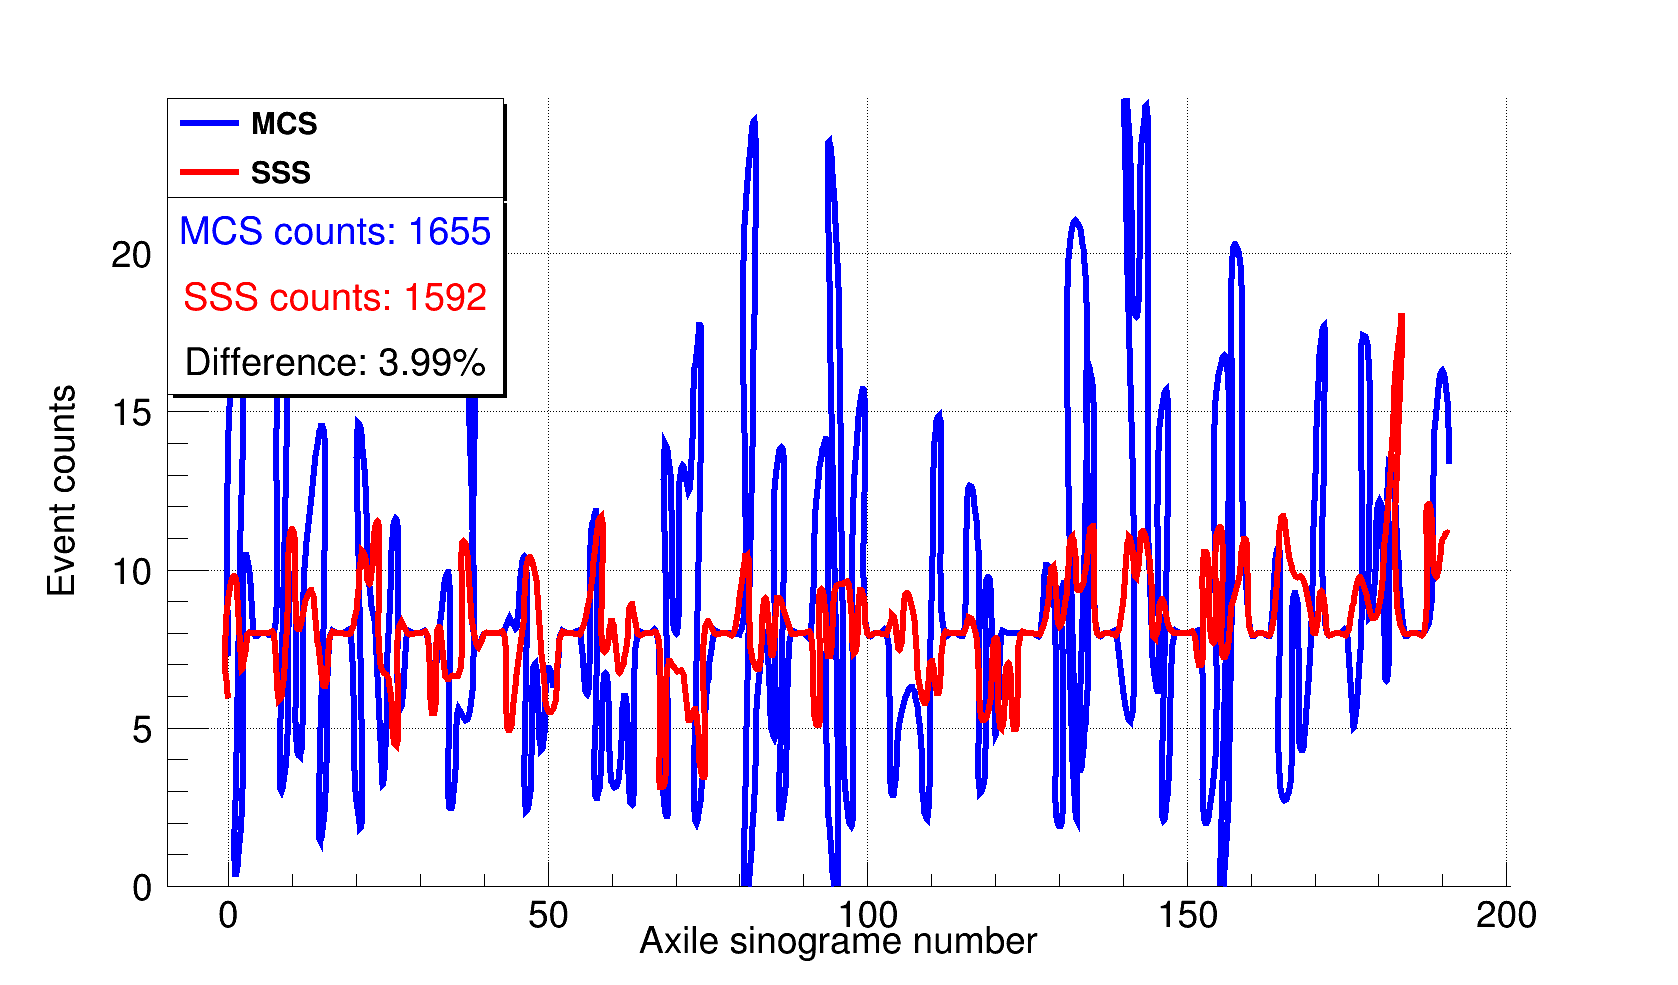 MCS
SSS
MCS counts: 1655
SSS counts: 1592
Difference: 3.99%
Event counts
20
15
10
5
0
0 50 100 150 200
Axile sinograme number